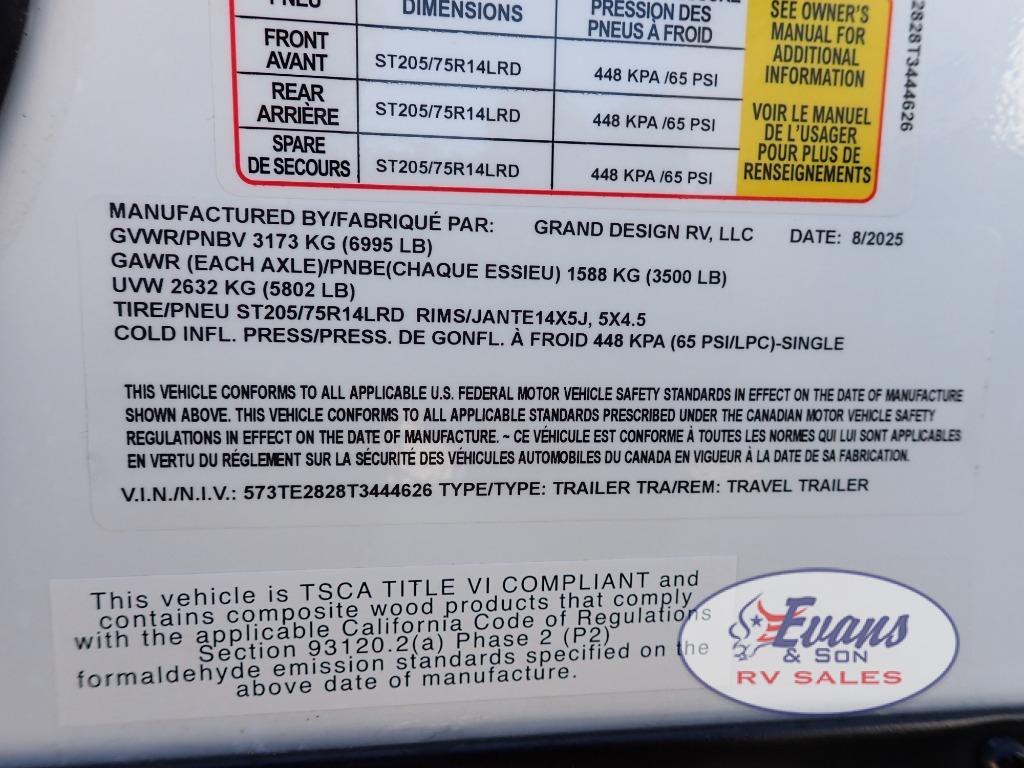 DIMENSIONS
PRESSION DES
PNEUS À FROID
FRONT
AVANT
ST205/75R14LRD
448 KPA /65 PSI
REAR
ARRIÈRE
ST205/75R14LRD
448 KPA /65 PSI
SPARE
DE SECOURS
ST205/75R14LRD
448 KPA /65 PSI
SEE OWNER'S
MANUAL FOR
ADDITIONAL
INFORMATION
VOIR LE MANUEL
DE L'USAGER
POUR PLUS DE
RENSEIGNEMENTS
2828T3444626
MANUFACTURED BY/FABRIQUÉ PAR: GRAND DESIGN RV, LLC DATE: 8/2025
GVWR/PNBV 3173 KG (6995 LB)
GAWR (EACH AXLE)/PNBE(CHAQUE ESSIEU) 1588 KG (3500 LB)
UVW 2632 KG (5802 LB)
TIRE/PNEU ST205/75R14LRD RIMS/JANTE14X5J, 5X4.5
COLD INFL. PRESS/PRESS. DE GONFL. À FROID 448 KPA (65 PSI/LPC)-SINGLE
THIS VEHICLE CONFORMS TO ALL APPLICABLE U.S. FEDERAL MOTOR VEHICLE SAFETY STANDARDS IN EFFECT ON THE DATE OF MANUFACTURE
SHOWN ABOVE. THIS VEHICLE CONFORMS TO ALL APPLICABLE STANDARDS PRESCRIBED UNDER THE CANADIAN MOTOR VEHICLE SAFETY
REGULATIONS IN EFFECT ON THE DATE OF MANUFACTURE. ~ CE VÉHICULE EST CONFORME À TOUTES LES NORMES QUI LUI SONT APPLICABLES
EN VERTU DU RÉGLEMENT SUR LA SÉCURITÉ DES VÉHICULES AUTOMOBILES DU CANADA EN VIGUEUR À LA DATE DE SA FABRICATION.
V.I.N./N.I.V.: 573TE2828T3444626 TYPE/TYPE: TRAILER TRA/REM: TRAVEL TRAILER
This vehicle is TSCA TITLE VI COMPLIANT and
contains composite wood products that comply
with the applicable California Code of Regulations
Section 93120.2(a) Phase 2 (P2)
formaldehyde emission standards specified on the
above date of manufacture.
Evans
& SON
RV SALES